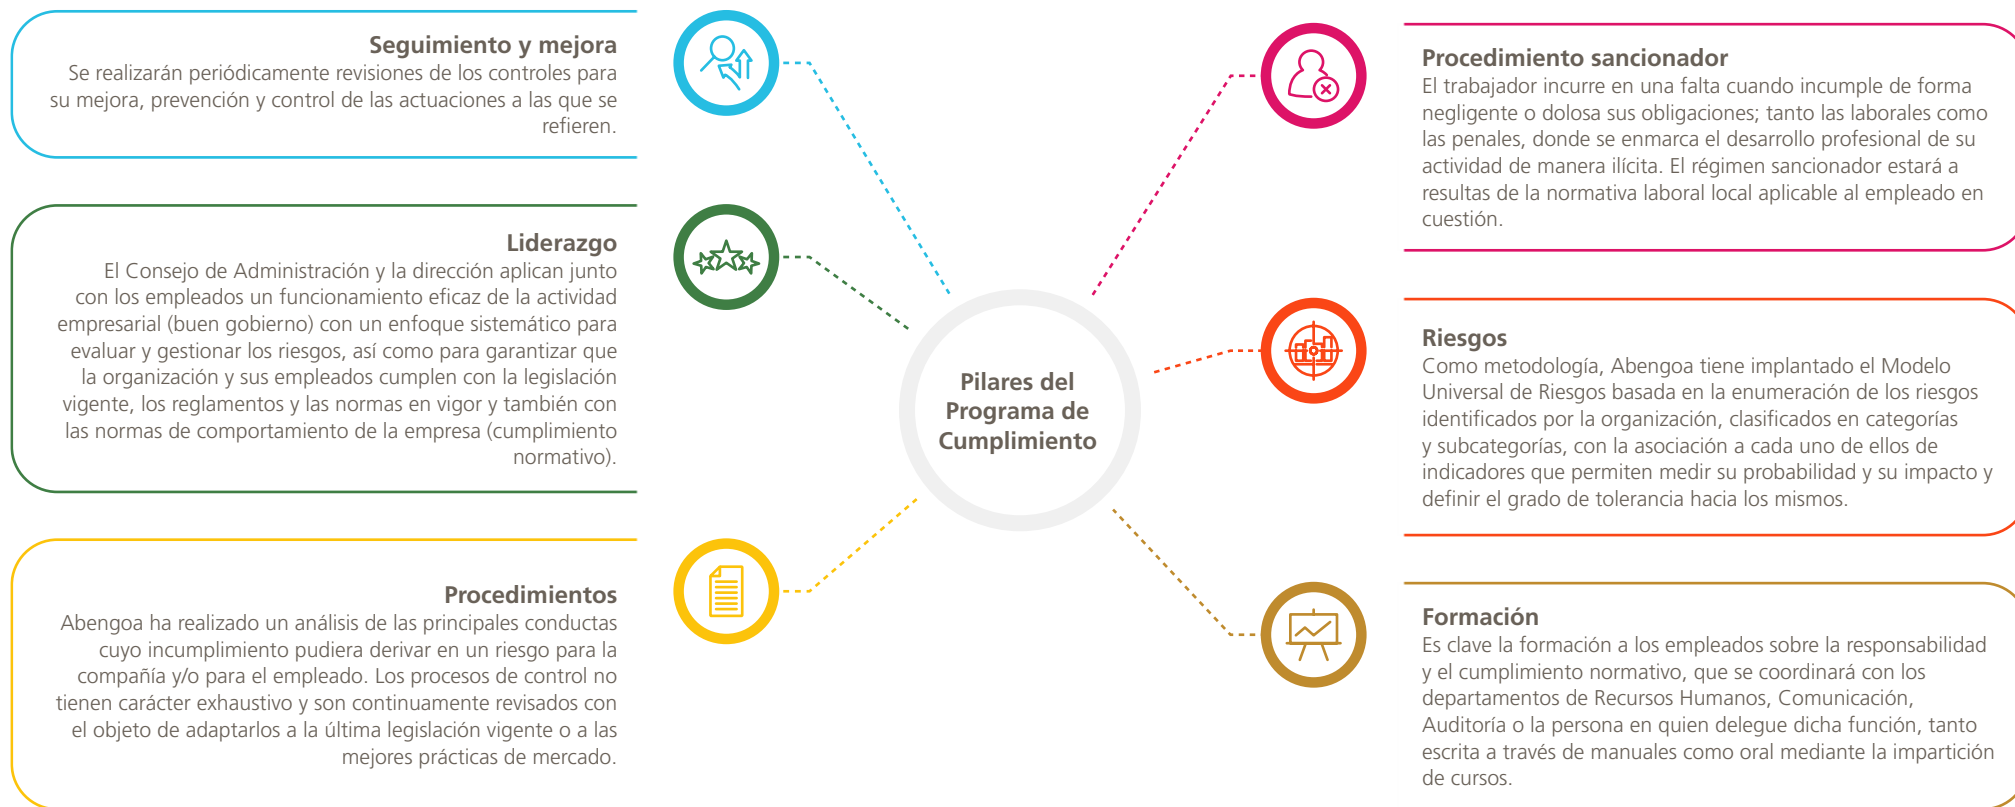 Seguimiento y mejora
Se realizarán periódicamente revisiones de los controles para
su mejora, prevención y control de las actuaciones a las que se
refieren.
Liderazgo
El Consejo de Administración y la dirección aplican junto
con los empleados un funcionamiento eficaz de la actividad
empresarial (buen gobierno) con un enfoque sistemático para
evaluar y gestionar los riesgos, así como para garantizar que
la organización y sus empleados cumplen con la legislación
vigente, los reglamentos y las normas en vigor y también con
las normas de comportamiento de la empresa (cumplimiento
normativo).
Procedimientos
Abengoa ha realizado un análisis de las principales conductas
cuyo incumplimiento pudiera derivar en un riesgo para la
compañía y/o para el empleado. Los procesos de control no
tienen carácter exhaustivo y son continuamente revisados con
el objeto de adaptarlos a la última legislación vigente o a las
mejores prácticas de mercado.
Pilares del
Programa de
Cumplimiento
Procedimiento sancionador
El trabajador incurre en una falta cuando incumple de forma
negligente o dolosa sus obligaciones; tanto las laborales como
las penales, donde se enmarca el desarrollo profesional de su
actividad de manera ilícita. El régimen sancionador estará a
resultas de la normativa laboral local aplicable al empleado en
cuestión.
Riesgos
Como metodología, Abengoa tiene implantado el Modelo
Universal de Riesgos basada en la enumeración de los riesgos
identificados por la organización, clasificados en categorías
y subcategorías, con la asociación a cada uno de ellos de
indicadores que permiten medir su probabilidad y su impacto y
definir el grado de tolerancia hacia los mismos.
Formación
Es clave la formación a los empleados sobre la responsabilidad
y el cumplimiento normativo, que se coordinará con los
departamentos de Recursos Humanos, Comunicación,
Auditoría o la persona en quien delegue dicha función, tanto
escrita a través de manuales como oral mediante la impartición
de cursos.